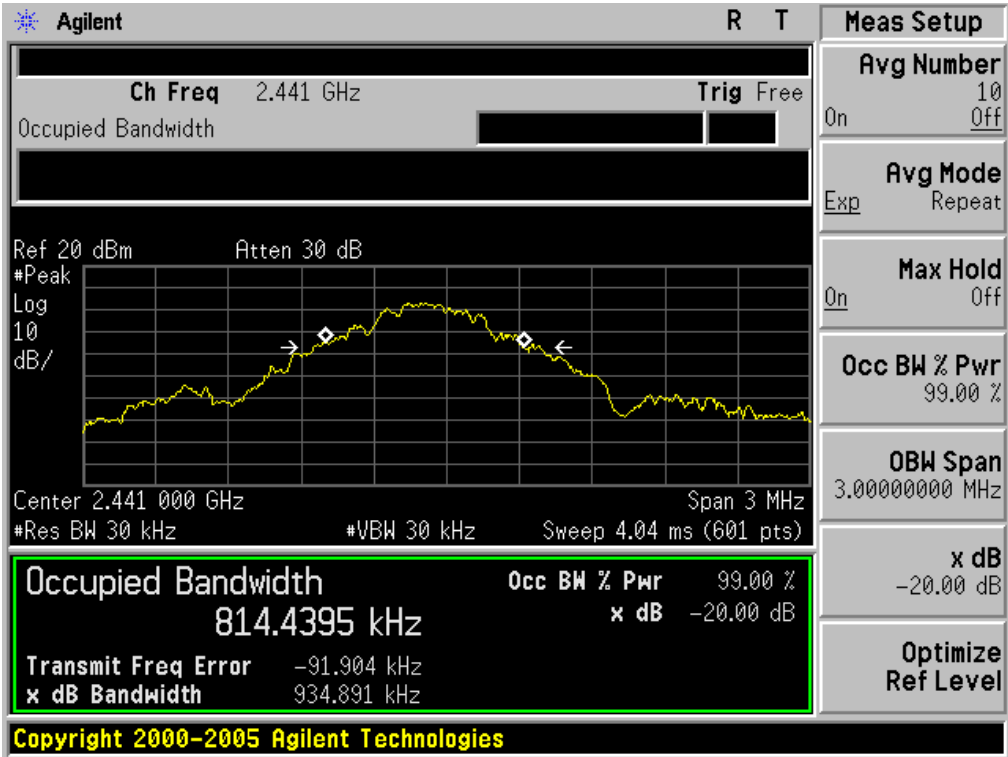 Agilent R T
Ch Freq 2.441 GHz Trig Free
Occupied Bandwidth
Ref 20 dBm Atten 30 dB
#Peak
Log
10
dB/
Center 2.441 000 GHz Span 3 MHz
#Res BW 30 kHz #VBW 30 kHz Sweep 4.04 ms (601 pts)
Occupied Bandwidth
814.4395 kHz
Occ BW % Pwr 99.00 %
x dB -20.00 dB
Transmit Freq Error -91.904 kHz
x dB Bandwidth 934.891 kHz
Copyright 2000-2005 Agilent Technologies
Meas Setup
Avg Number
10
On Off
Avg Mode
Exp Repeat
Max Hold
On Off
Occ BW % Pwr
99.00 %
OBW Span
3.00000000 MHz
x dB
-20.00 dB
Optimize
Ref Level